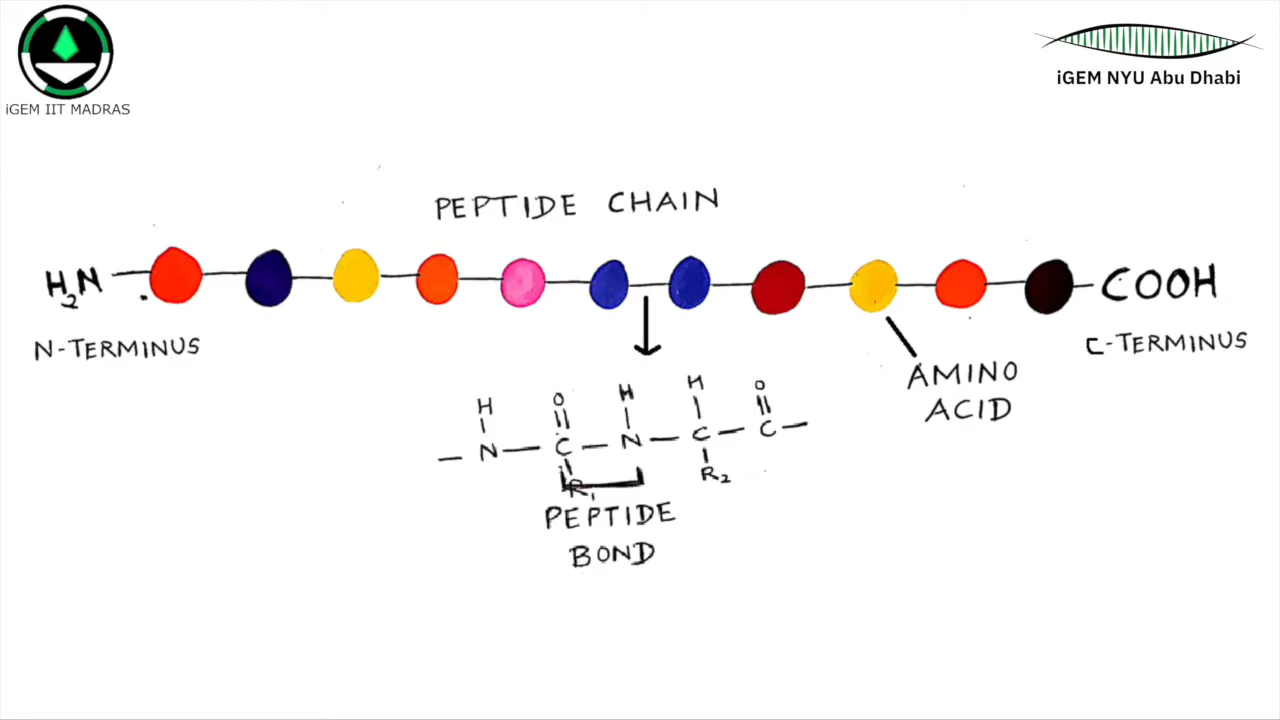 iGEM IIT MADRAS
iGEM NYU Abu Dhabi
PEPTIDE CHAIN
H2N
COOH
N-TERMINUS
C-TERMINUS
AMINO
ACID
H O H H O
— N — C — N — C — C —
R1 R2
PEPTIDE
BOND